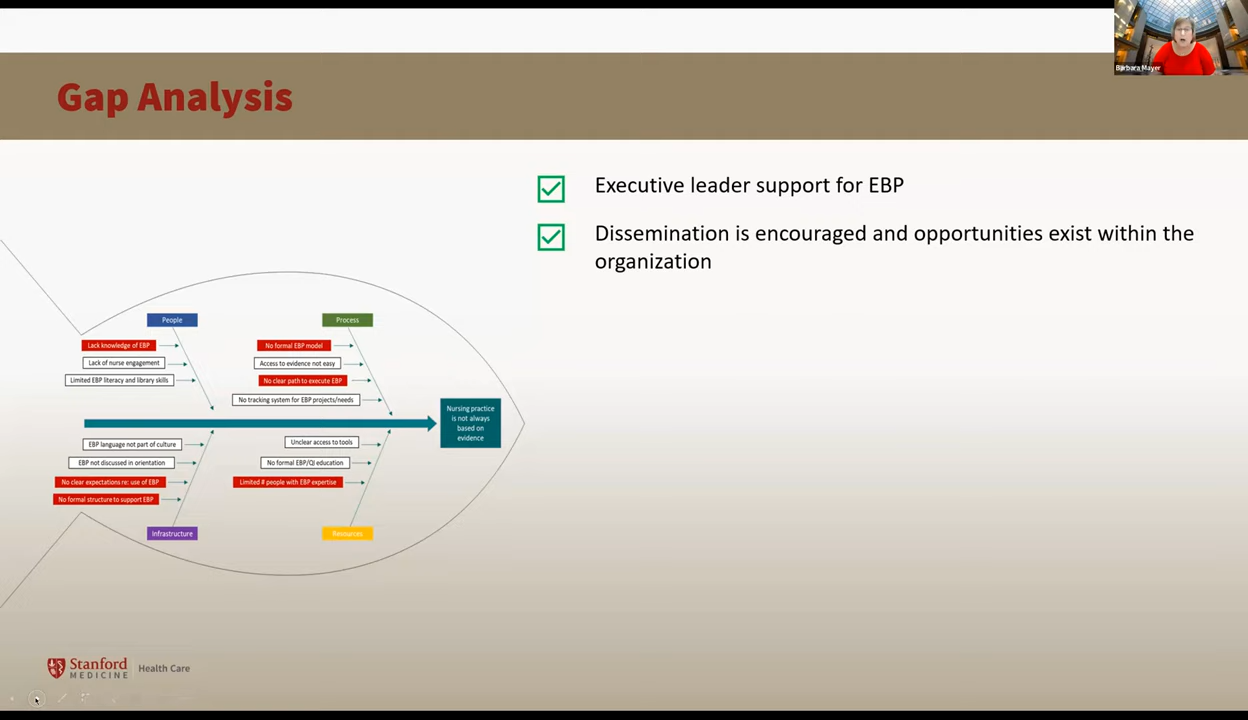 Barbara Mayer
Gap Analysis
Executive leader support for EBP
Dissemination is encouraged and opportunities exist within the
organization
People
Process
Lack knowledge of EBP
Lack of nurse engagement
Limited EBP literacy and library skills
No formal EBP model
Access to evidence not easy
No clear path to execute EBP
No tracking system for EBP projects/needs
Nursing practice
is not always
based on
evidence
EBP language not part of culture
EBP not discussed in orientation
No clear expectations re: use of EBP
No formal structure to support EBP
Unclear access to tools
No formal EBP/QI education
Limited # people with EBP expertise
Infrastructure
Resources
Stanford
MEDICINE
Health Care